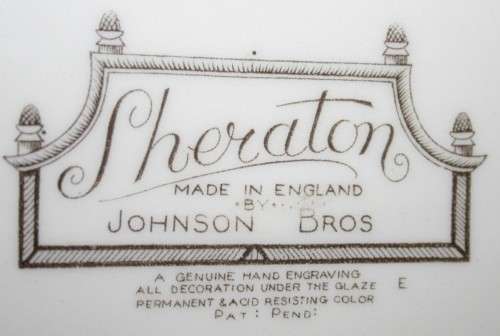 Sheraton
MADE IN ENGLAND
·BY·
JOHNSON BROS
A GENUINE HAND ENGRAVING
ALL DECORATION UNDER THE GLAZE E
PERMANENT & ACID RESISTING COLOR
PAT: PEND: